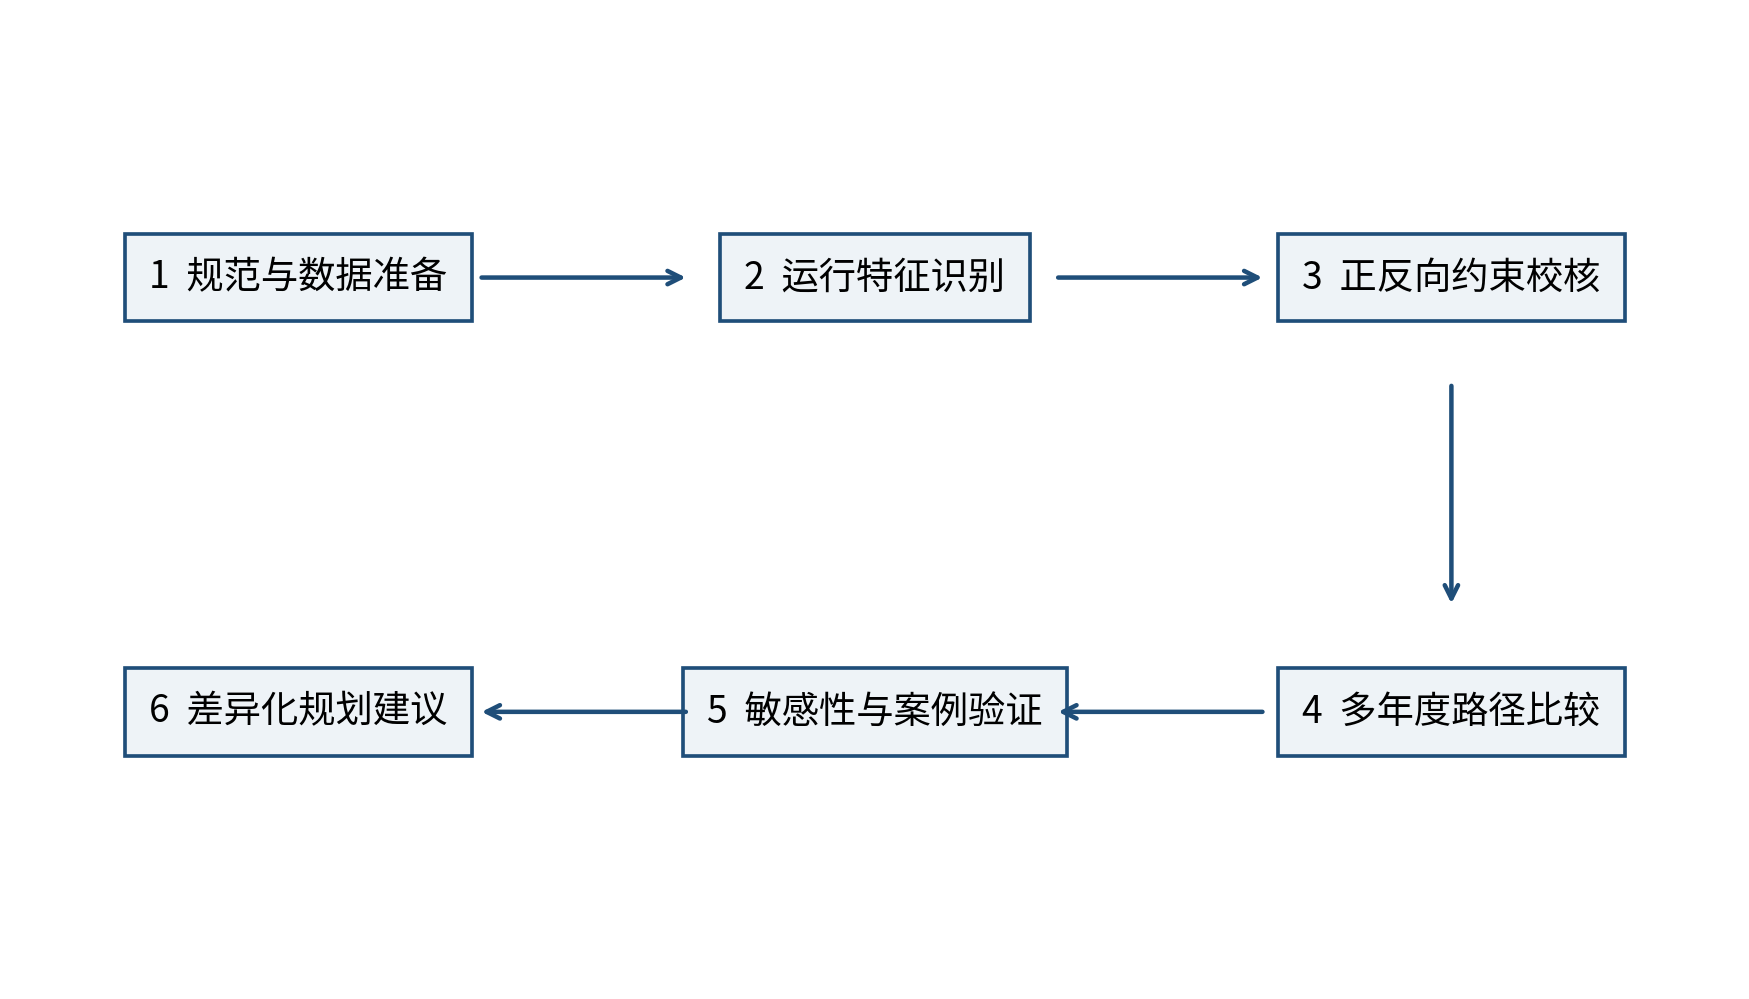 1 规范与数据准备
2 运行特征识别
3 正反向约束校核
4 多年度路径比较
5 敏感性与案例验证
6 差异化规划建议